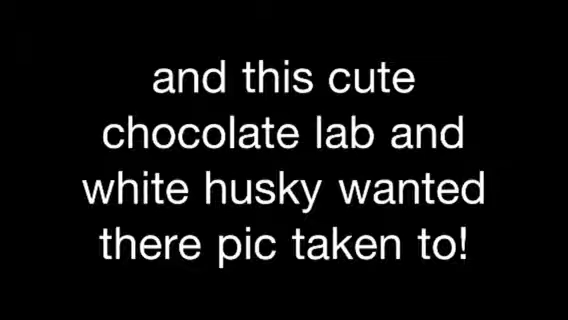 and this cute
chocolate lab and
white husky wanted
there pic taken to!